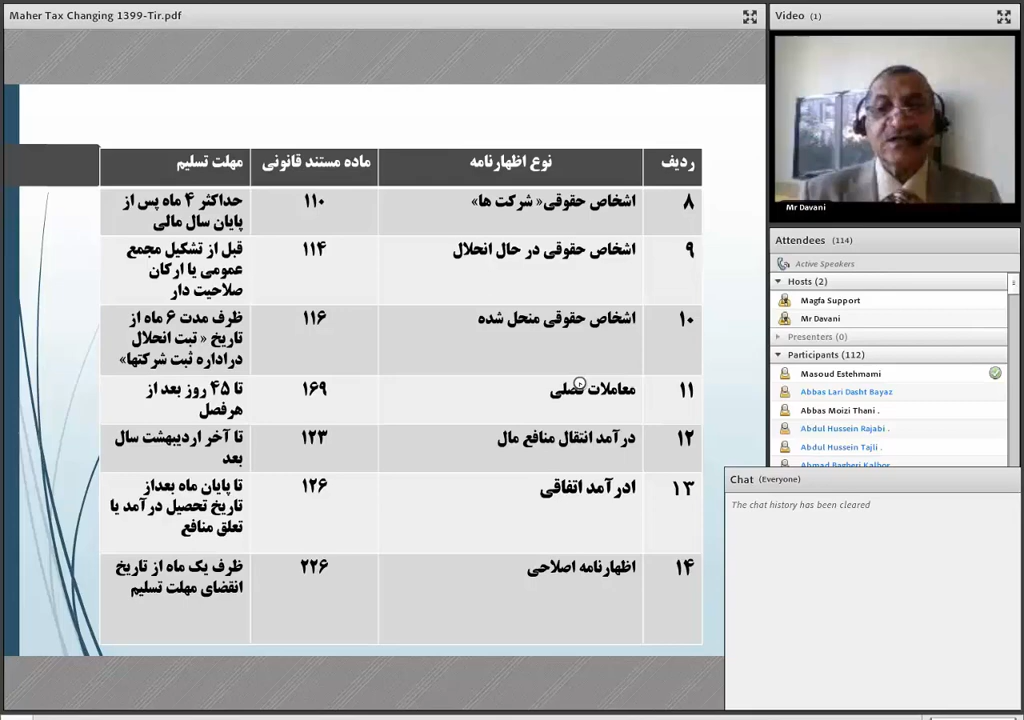 Maher Tax Changing 1399-Tir.pdf
ردیف	نوع اظهارنامه	ماده مستند قانونی	مهلت تسلیم
۸	اشخاص حقوقی« شرکت ها»	۱۱۰	حداکثر ۴ ماه پس از
پایان سال مالی
۹	اشخاص حقوقی در حال انحلال	۱۱۴	قبل از تشکیل مجمع
عمومی یا ارکان
صلاحیت دار
۱۰	اشخاص حقوقی منحل شده	۱۱۶	ظرف مدت ۶ ماه از
تاریخ « ثبت انحلال
دراداره ثبت شرکتها»
۱۱	معاملات فصلی	۱۶۹	تا ۴۵ روز بعد از
هرفصل
۱۲	درآمد انتقال منافع مال	۱۲۳	تا آخر اردیبهشت سال
بعد
۱۳	ادرآمد اتفاقی	۱۲۶	تا پایان ماه بعداز
تاریخ تحصیل درآمد یا
تعلق منافع
۱۴	اظهارنامه اصلاحی	۲۲۶	ظرف یک ماه از تاریخ
انقضای مهلت تسلیم
Video (1)
Mr Davani
Attendees (114)
Active Speakers
Hosts (2)
Magfa Support
Mr Davani
Presenters (0)
Participants (112)
Masoud Estehmami
Abbas Lari Dasht Bayaz
Abbas Moizi Thani .
Abdul Hussein Rajabi .
Abdul Hussein Tajli .
Ahmad Bagheri Kalhor
Chat (Everyone)
The chat history has been cleared